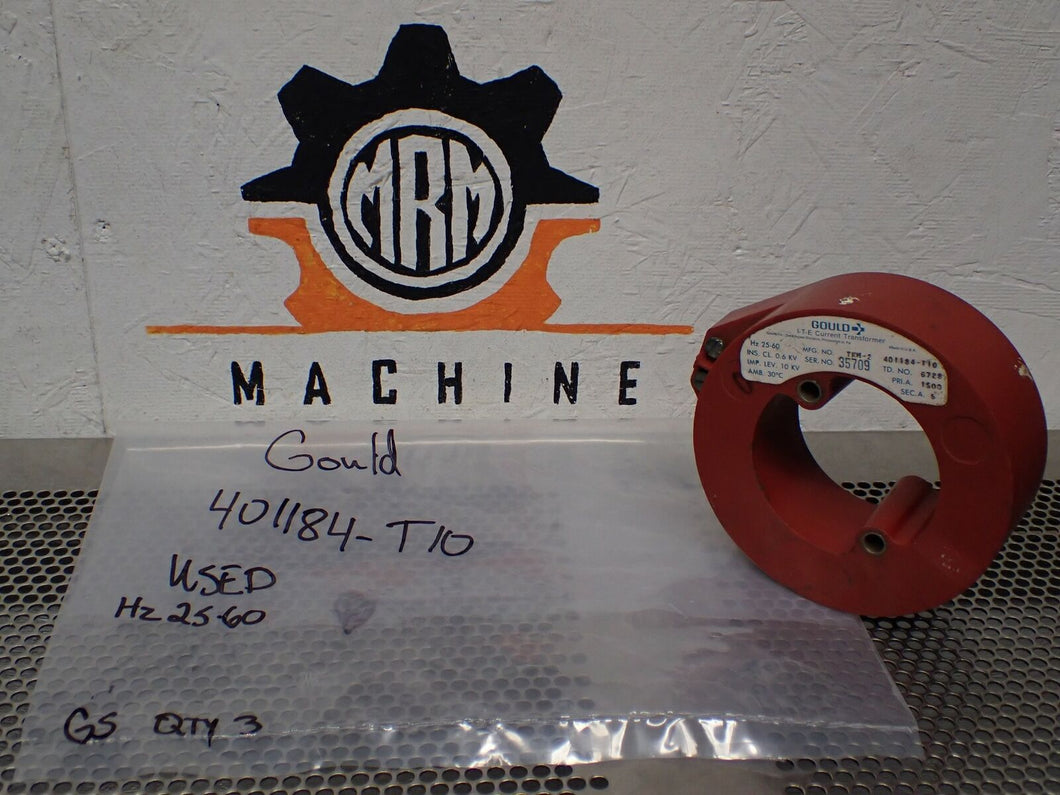 MRM
MACHINE
GOULD
I-T-E Current Transformer
Hz 25-60
MFG. NO. 401184-T10
INS. CL. 0.6 KV
SER. NO. 35709
TD. NO. 6728
IMP. LEV. 10 KV
PRI.A. 1500
AMB. 30°C
SEC.A. 5
Gould
401184-T10
USED
Hz 25-60
GS QTY 3